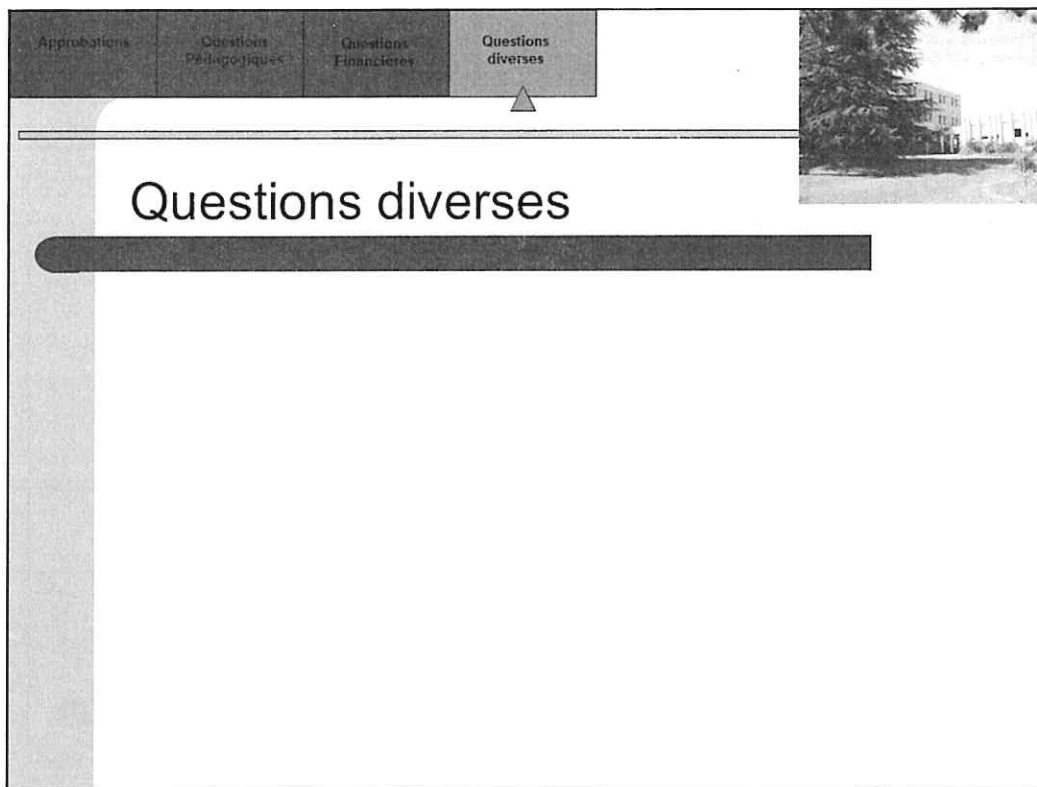 Approbations
Questions
Pédagogiques
Questions
Financières
Questions
diverses
Questions diverses